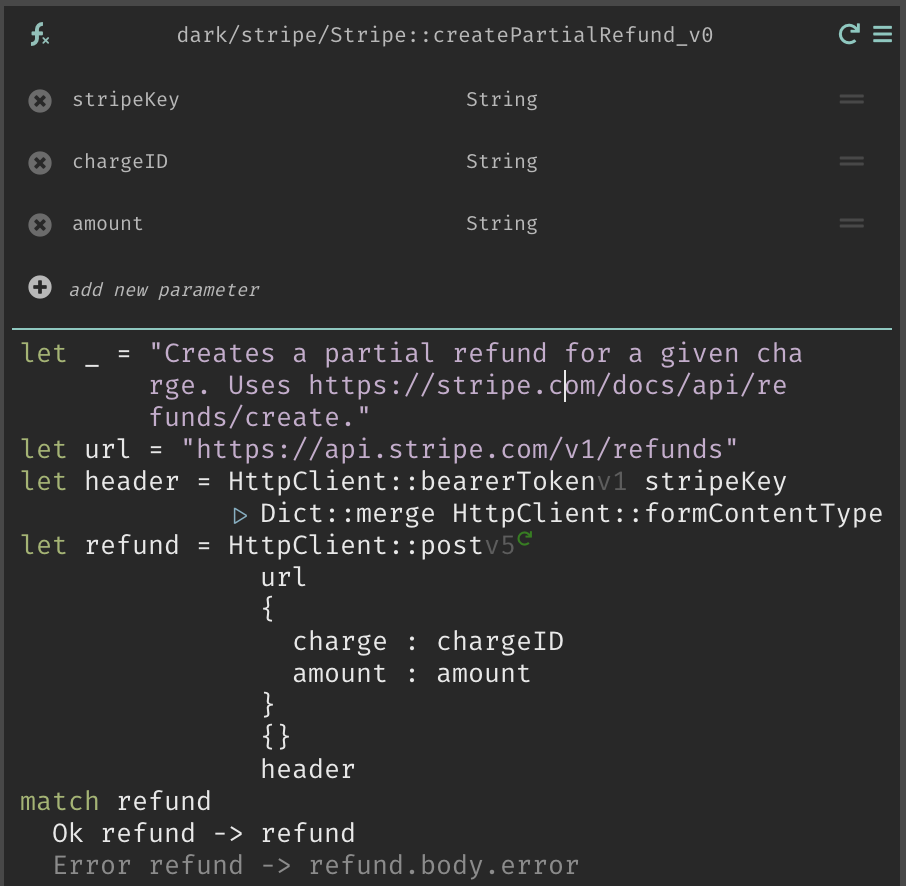 dark/stripe/Stripe::createPartialRefund_v0
stripeKey String
chargeID String
amount String
add new parameter
let _ = "Creates a partial refund for a given cha
rge. Uses https://stripe.com/docs/api/re
funds/create."
let url = "https://api.stripe.com/v1/refunds"
let header = HttpClient::bearerTokenv1 stripeKey
▷ Dict::merge HttpClient::formContentType
let refund = HttpClient::postv5
url
{
charge : chargeID
amount : amount
}
{}
header
match refund
Ok refund -> refund
Error refund -> refund.body.error